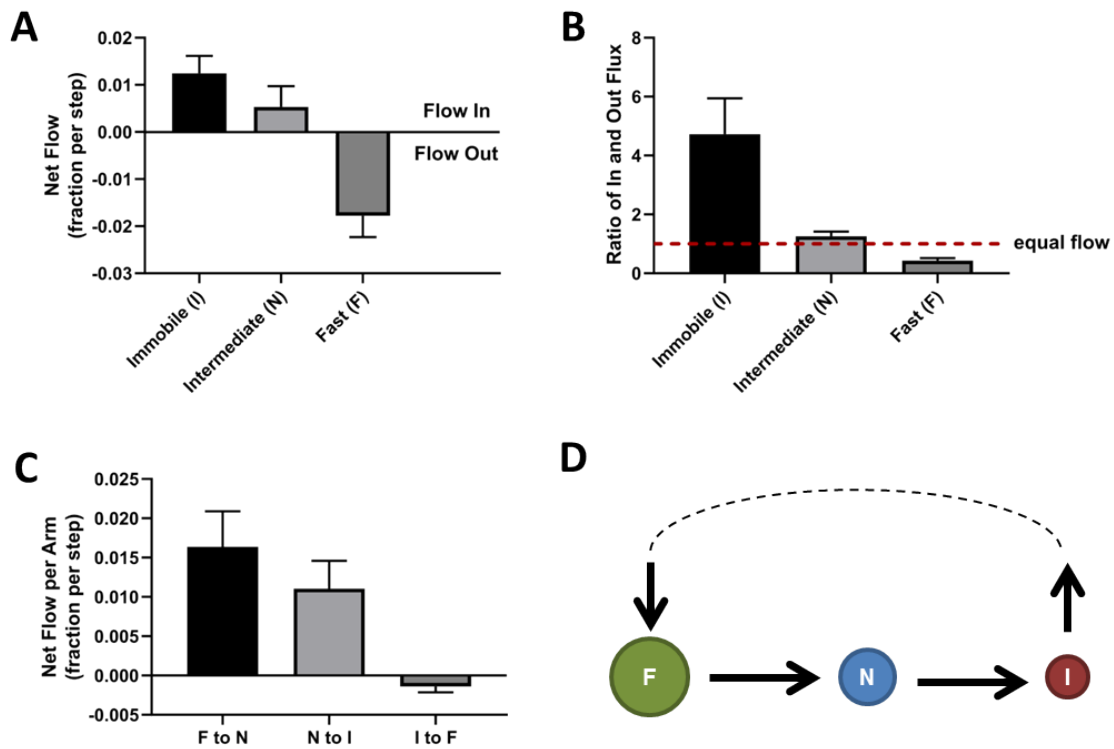 A
Net Flow
(fraction per step)
0.02
0.01
0.00
-0.01
-0.02
-0.03
Flow In
Flow Out
Immobile (I)
Intermediate (N)
Fast (F)
B
Ratio of In and Out Flux
8
6
4
2
0
equal flow
Immobile (I)
Intermediate (N)
Fast (F)
C
Net Flow per Arm
(fraction per step)
0.025
0.020
0.015
0.010
0.005
0.000
-0.005
F to N
N to I
I to F
D
F
N
I